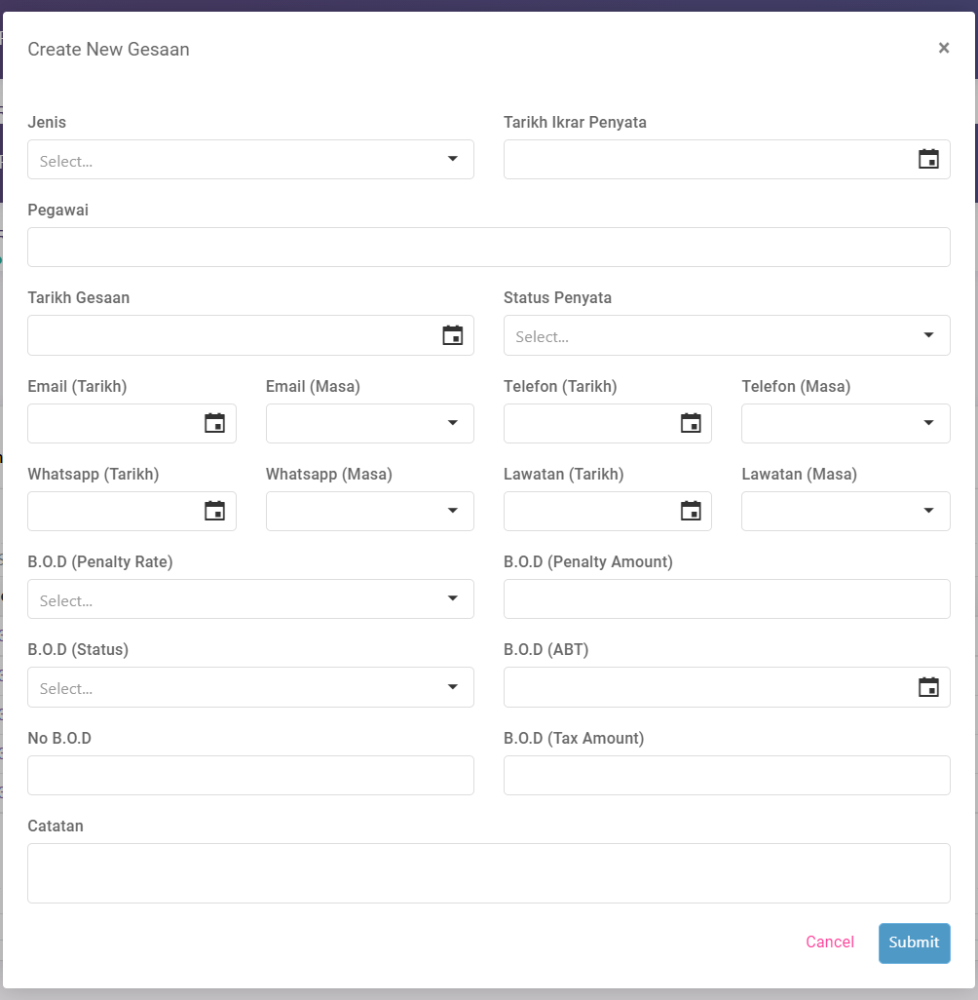 Create New Gesaan ×
Jenis Tarikh Ikrar Penyata
Select...
Pegawai
Tarikh Gesaan Status Penyata
Select...
Email (Tarikh) Email (Masa) Telefon (Tarikh) Telefon (Masa)
Whatsapp (Tarikh) Whatsapp (Masa) Lawatan (Tarikh) Lawatan (Masa)
B.O.D (Penalty Rate) B.O.D (Penalty Amount)
Select...
B.O.D (Status) B.O.D (ABT)
Select...
No B.O.D B.O.D (Tax Amount)
Catatan
Cancel Submit